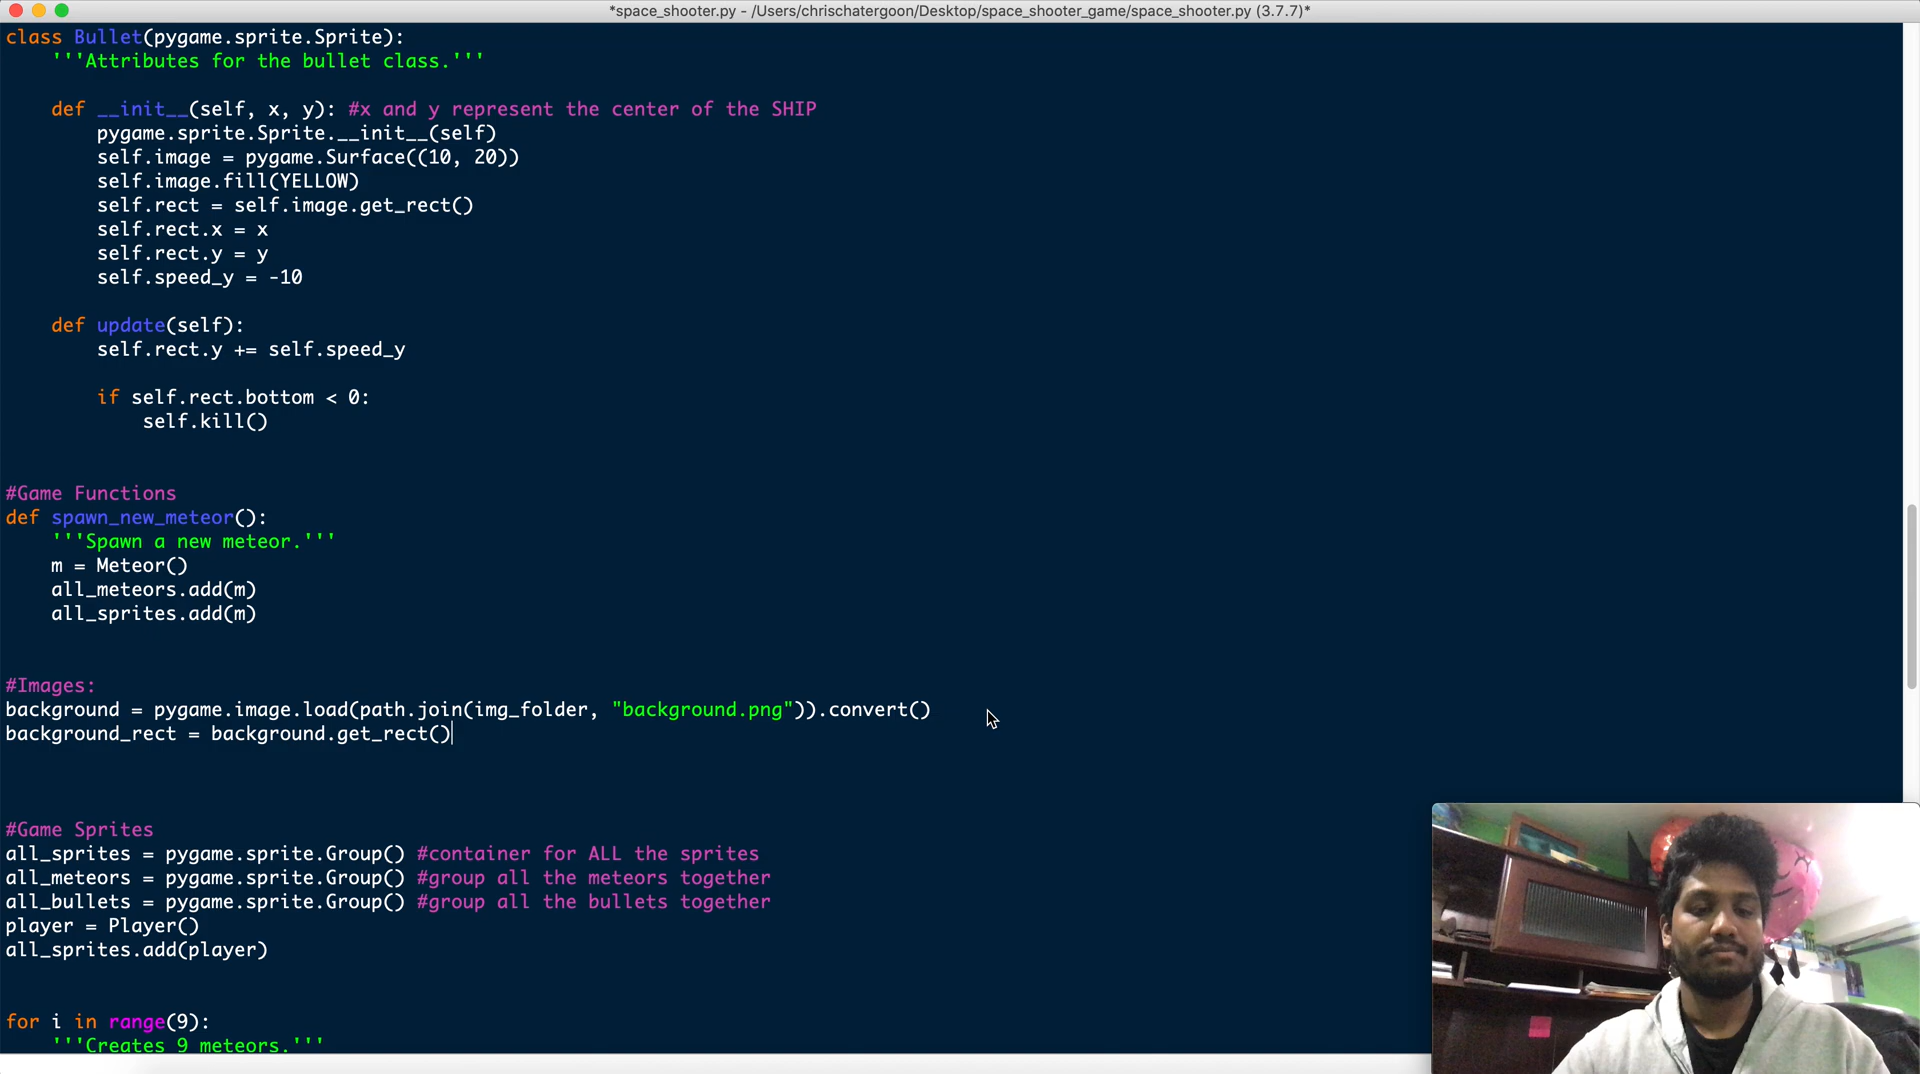 *space_shooter.py - /Users/chrischatergoon/Desktop/space_shooter_game/space_shooter.py (3.7.7)*
class Bullet(pygame.sprite.Sprite):
    '''Attributes for the bullet class.'''
    def __init__(self, x, y): #x and y represent the center of the SHIP
        pygame.sprite.Sprite.__init__(self)
        self.image = pygame.Surface((10, 20))
        self.image.fill(YELLOW)
        self.rect = self.image.get_rect()
        self.rect.x = x
        self.rect.y = y
        self.speed_y = -10
    def update(self):
        self.rect.y += self.speed_y
        if self.rect.bottom < 0:
            self.kill()
#Game Functions
def spawn_new_meteor():
    '''Spawn a new meteor.'''
    m = Meteor()
    all_meteors.add(m)
    all_sprites.add(m)
#Images:
background = pygame.image.load(path.join(img_folder, "background.png")).convert()
background_rect = background.get_rect()
#Game Sprites
all_sprites = pygame.sprite.Group() #container for ALL the sprites
all_meteors = pygame.sprite.Group() #group all the meteors together
all_bullets = pygame.sprite.Group() #group all the bullets together
player = Player()
all_sprites.add(player)
for i in range(9):
    '''Creates 9 meteors.'''